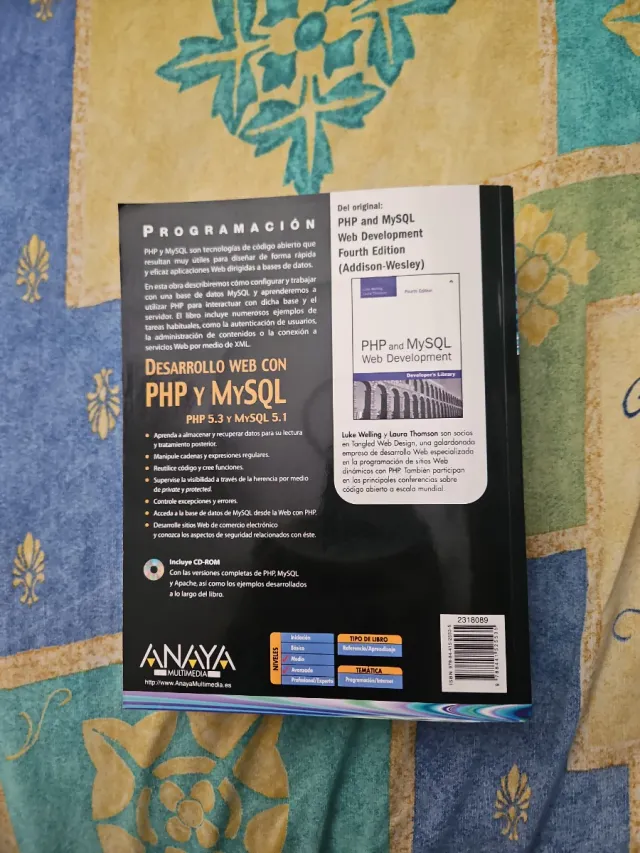 PROGRAMACIÓN
PHP y MySQL son tecnologías de código abierto que
resultan muy útiles para diseñar de forma rápida
y eficaz aplicaciones Web dirigidas a bases de datos.
En esta obra describiremos cómo configurar y trabajar
con una base de datos MySQL y aprenderemos a
utilizar PHP para interactuar con dicha base y el
servidor. El libro incluye numerosos ejemplos de
tareas habituales, como la autenticación de usuarios,
la administración de contenidos o la conexión a
servicios Web por medio de XML.
DESARROLLO WEB CON
PHP Y MYSQL
PHP 5.3 Y MYSQL 5.1
• Aprenda a almacenar y recuperar datos para su lectura
y tratamiento posterior.
• Manipule cadenas y expresiones regulares.
• Reutilice código y cree funciones.
• Supervise la visibilidad a través de la herencia por medio
de private y protected.
• Controle excepciones y errores.
• Acceda a la base de datos de MySQL desde la Web con PHP.
• Desarrolle sitios Web de comercio electrónico
y conozca los aspectos de seguridad relacionados con éste.
Incluye CD-ROM
Con las versiones completas de PHP, MySQL
y Apache, así como los ejemplos desarrollados
a lo largo del libro.
ANAYA
MULTIMEDIA
http://www.AnayaMultimedia.es
Del original:
PHP and MySQL
Web Development
Fourth Edition
(Addison-Wesley)
Luke Welling
Laura Thomson
Fourth Edition
PHP and MySQL
Web Development
Developer's Library
Luke Welling y Laura Thomson son socios
en Tangled Web Design, una galardonada
empresa de desarrollo Web especializada
en la programación de sitios Web
dinámicos con PHP. También participan
en las principales conferencias sobre
código abierto a escala mundial.
NIVELES
Iniciación
Básico
Medio
Avanzado
Profesional/Experto
TIPO DE LIBRO
Referencia/Aprendizaje
TEMÁTICA
Programación/Internet
2318089